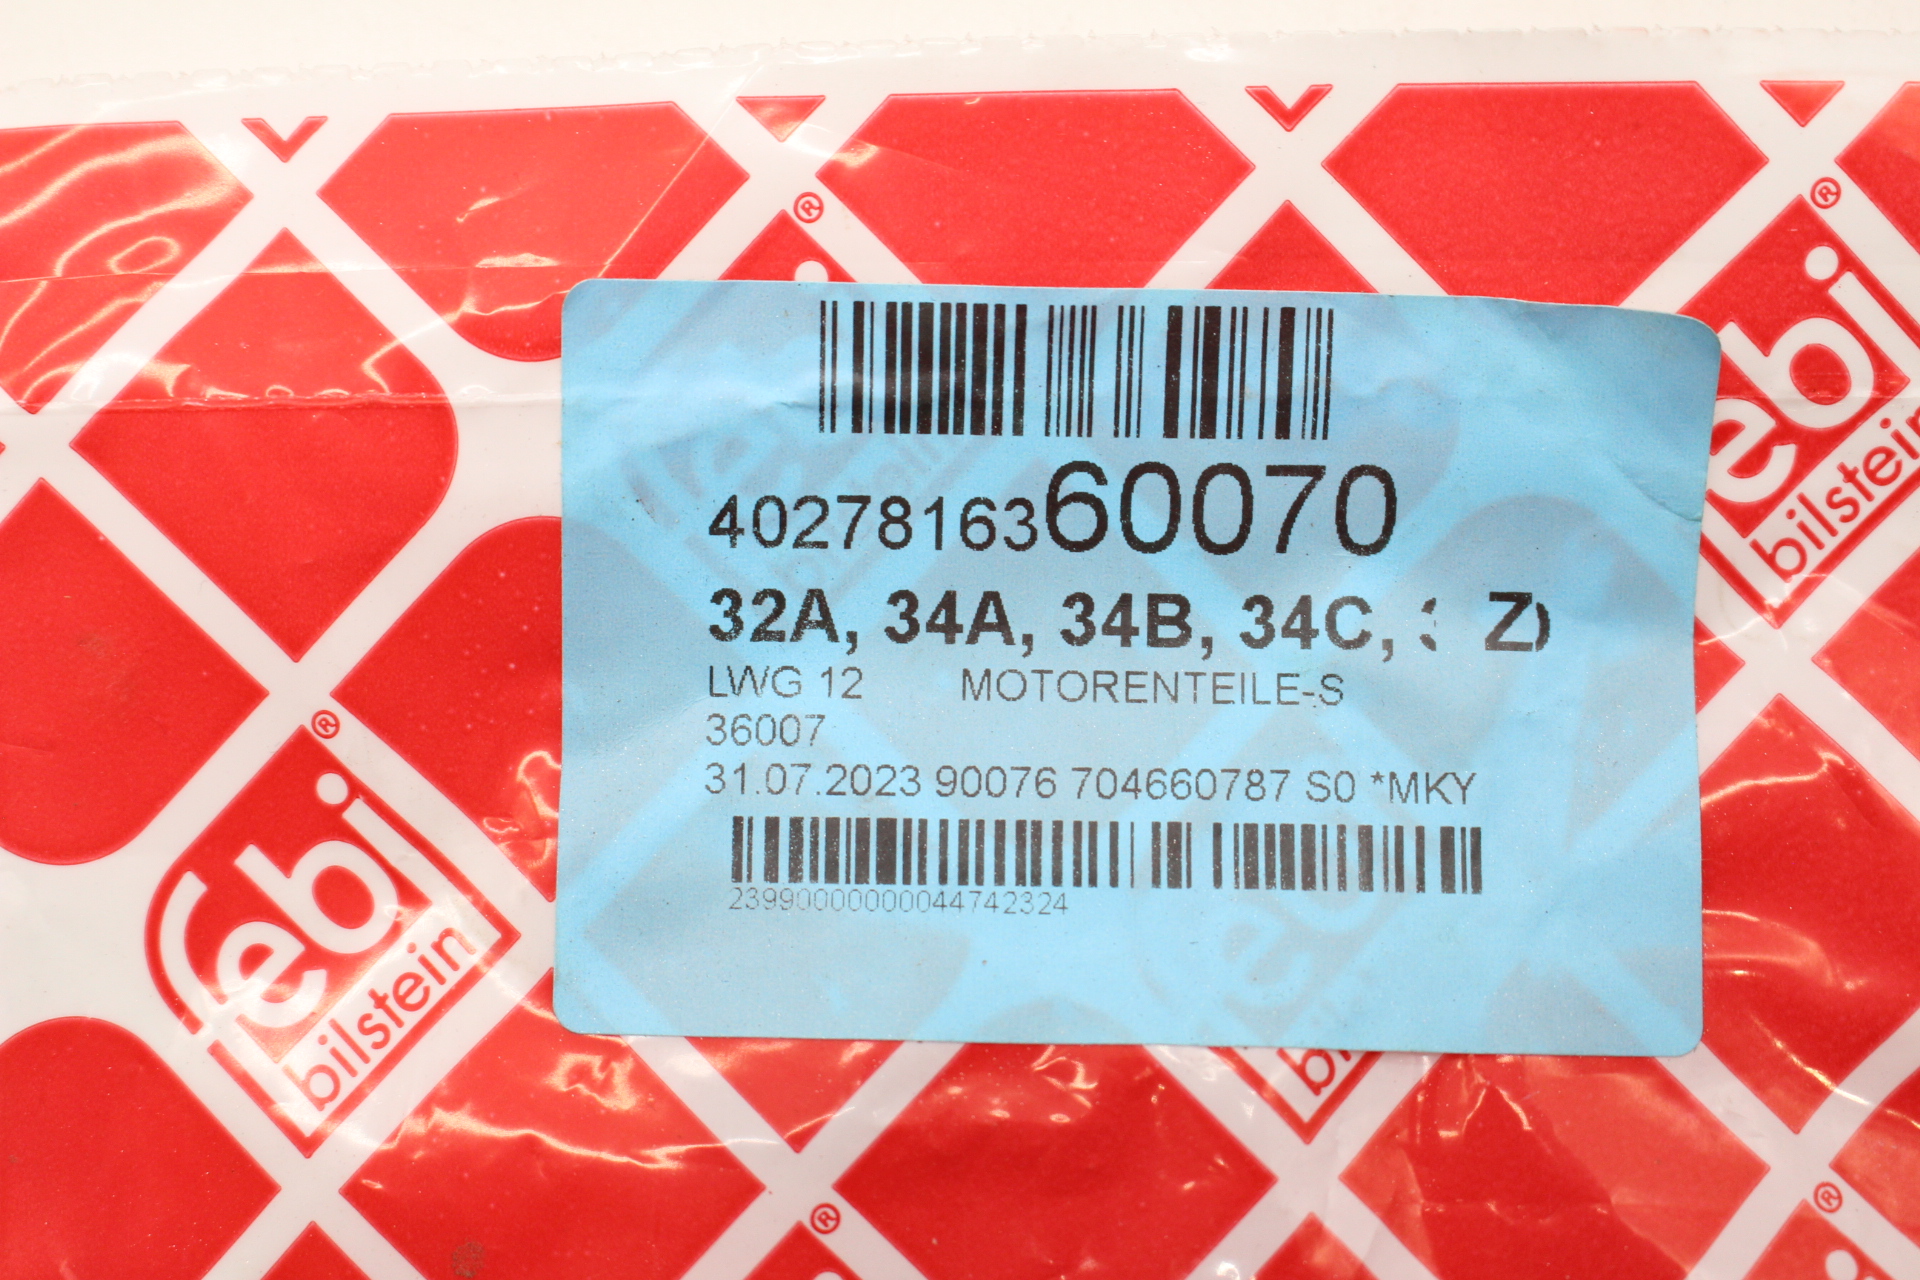 4027816360070
32A, 34A, 34B, 34C,
LWG 12 MOTORENTEILE-S
36007
31.07.2023 90076 704660787 S0 *MKY
23990000000044742324
febi
bilstein
febi
bilstein